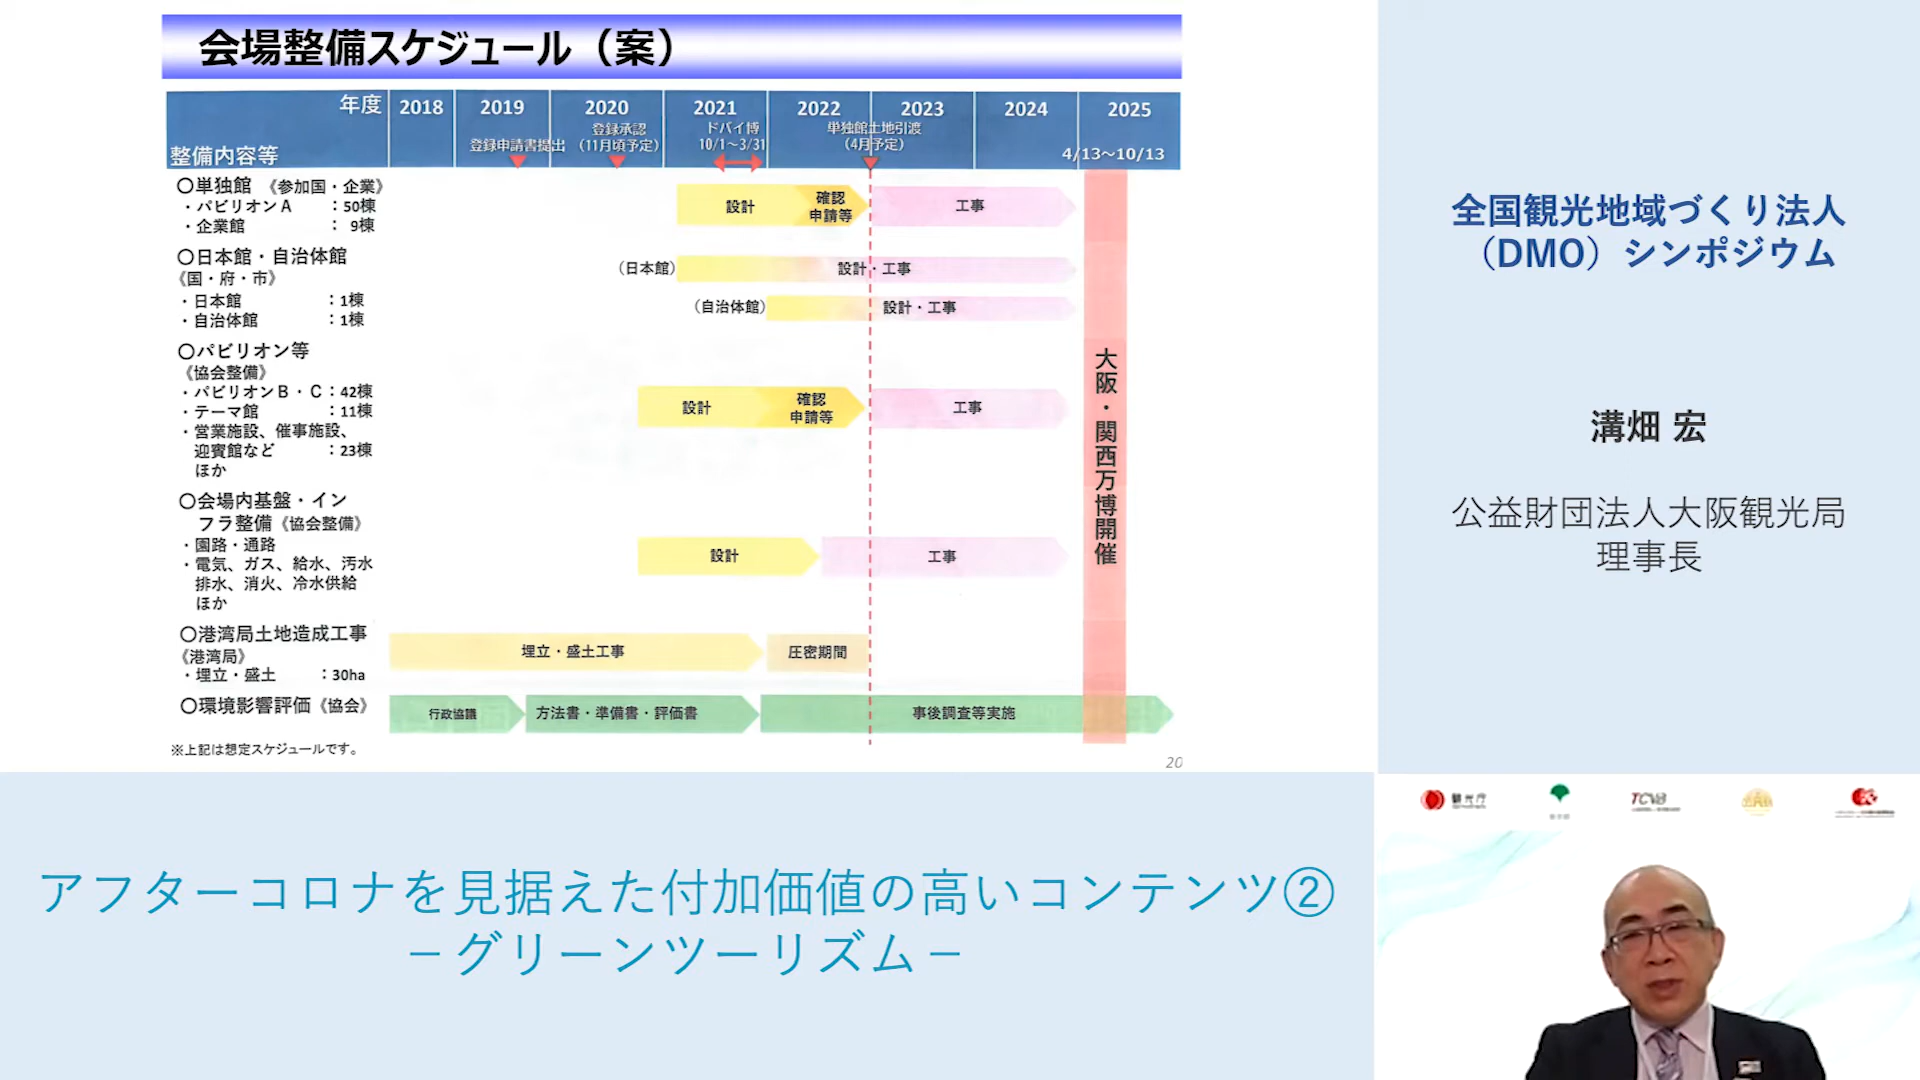 会場整備スケジュール（案）
年度 2018 2019 2020 2021 2022 2023 2024 2025
登録申請書提出
登録承認
（11月頃予定）
ドバイ博
10/1～3/31
単独館土地引渡
（4月予定）
4/13～10/13
整備内容等
〇単独館 《参加国・企業》
・パビリオンA ：50棟
・企業館 ： 9棟
設計
確認
申請等
工事
〇日本館・自治体館
《国・府・市》
・日本館 ：1棟
・自治体館 ：1棟
（日本館）
設計・工事
（自治体館）
設計・工事
〇パビリオン等
《協会整備》
・パビリオンB・C：42棟
・テーマ館 ：11棟
・営業施設、催事施設、
迎賓館など ：23棟
ほか
設計
確認
申請等
工事
〇会場内基盤・イン
フラ整備《協会整備》
・園路・通路
・電気、ガス、給水、汚水
排水、消火、冷水供給
ほか
設計
工事
〇港湾局土地造成工事
《港湾局》
・埋立・盛土 ：30ha
埋立・盛土工事
圧密期間
〇環境影響評価《協会》
行政協議
方法書・準備書・評価書
事後調査等実施
大阪・関西万博開催
※上記は想定スケジュールです。
20
全国観光地域づくり法人
（DMO）シンポジウム
溝畑 宏
公益財団法人大阪観光局
理事長
観光庁
TCVB
アフターコロナを見据えた付加価値の高いコンテンツ②
－グリーンツーリズム－